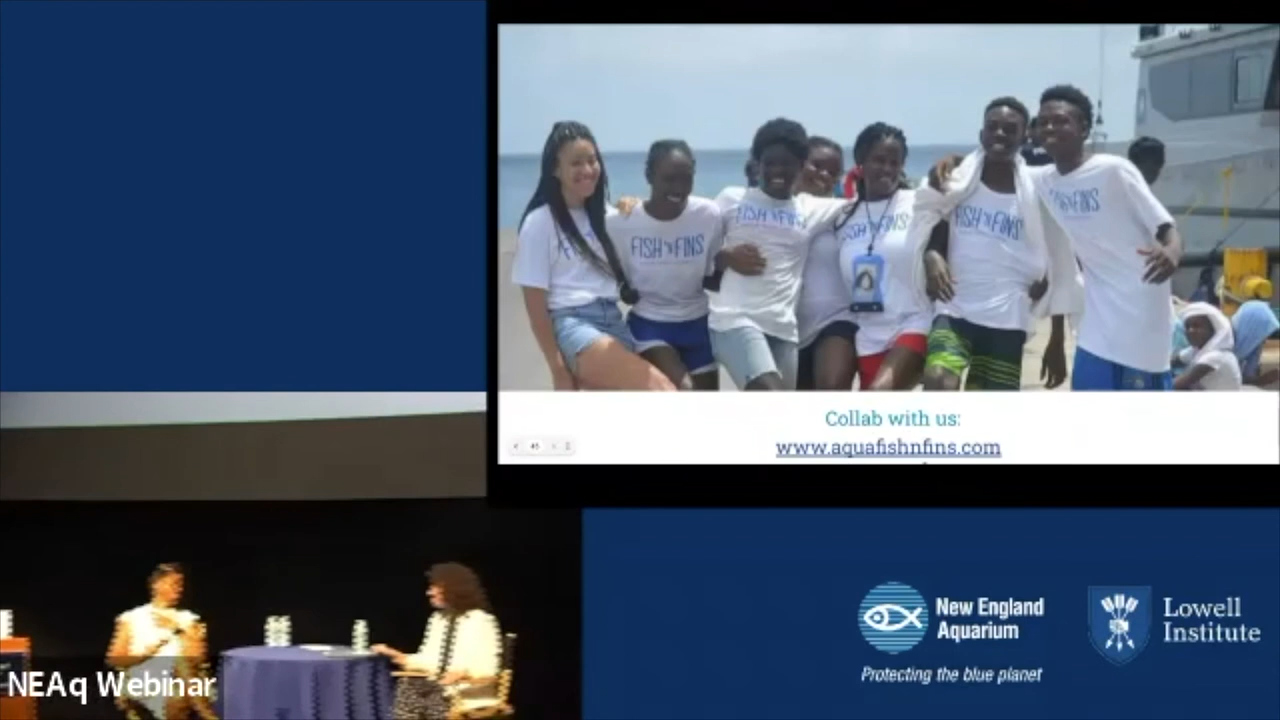 FISH 'N FINS
FISH 'N FINS
FISH 'N FINS
FISH 'N FINS
FINS
Collab with us:
www.aquafishnfins.com
45
NEAq Webinar
New England
Aquarium
Protecting the blue planet
Lowell
Institute